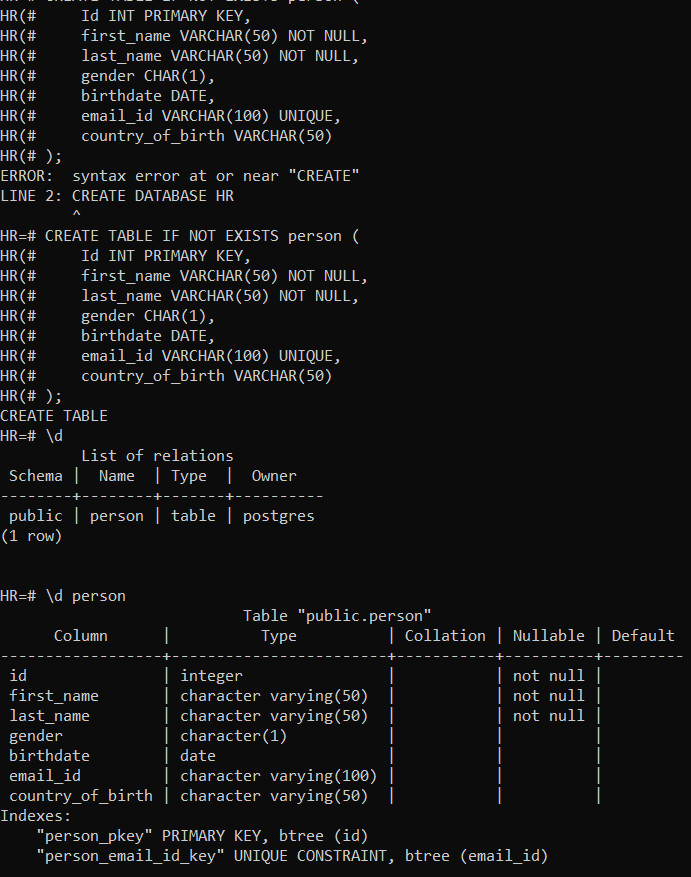 HR(# CREATE TABLE IF NOT EXISTS person (
HR(#     Id INT PRIMARY KEY,
HR(#     first_name VARCHAR(50) NOT NULL,
HR(#     last_name VARCHAR(50) NOT NULL,
HR(#     gender CHAR(1),
HR(#     birthdate DATE,
HR(#     email_id VARCHAR(100) UNIQUE,
HR(#     country_of_birth VARCHAR(50)
HR(# );
ERROR:  syntax error at or near "CREATE"
LINE 2: CREATE DATABASE HR
        ^
HR=# CREATE TABLE IF NOT EXISTS person (
HR(#     Id INT PRIMARY KEY,
HR(#     first_name VARCHAR(50) NOT NULL,
HR(#     last_name VARCHAR(50) NOT NULL,
HR(#     gender CHAR(1),
HR(#     birthdate DATE,
HR(#     email_id VARCHAR(100) UNIQUE,
HR(#     country_of_birth VARCHAR(50)
HR(# );
CREATE TABLE
HR=# \d
         List of relations
 Schema |  Name  | Type  |  Owner
--------+--------+-------+----------
 public | person | table | postgres
(1 row)
HR=# \d person
                           Table "public.person"
      Column      |          Type          | Collation | Nullable | Default
------------------+------------------------+-----------+----------+---------
 id               | integer                |           | not null |
 first_name       | character varying(50)  |           | not null |
 last_name        | character varying(50)  |           | not null |
 gender           | character(1)           |           |          |
 birthdate        | date                   |           |          |
 email_id         | character varying(100) |           |          |
 country_of_birth | character varying(50)  |           |          |
Indexes:
    "person_pkey" PRIMARY KEY, btree (id)
    "person_email_id_key" UNIQUE CONSTRAINT, btree (email_id)